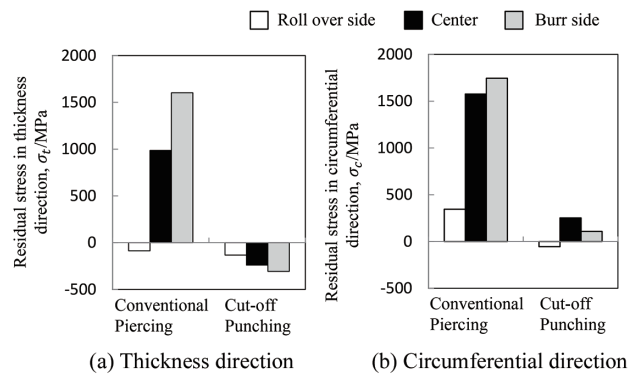 Roll over side Center Burr side
Residual stress in thickness
direction, σt/MPa
2000
1500
1000
500
0
-500
Conventional Cut-off
Piercing Punching
(a) Thickness direction
Residual stress in circumferential
direction, σc/MPa
2000
1500
1000
500
0
-500
Conventional Cut-off
Piercing Punching
(b) Circumferential direction